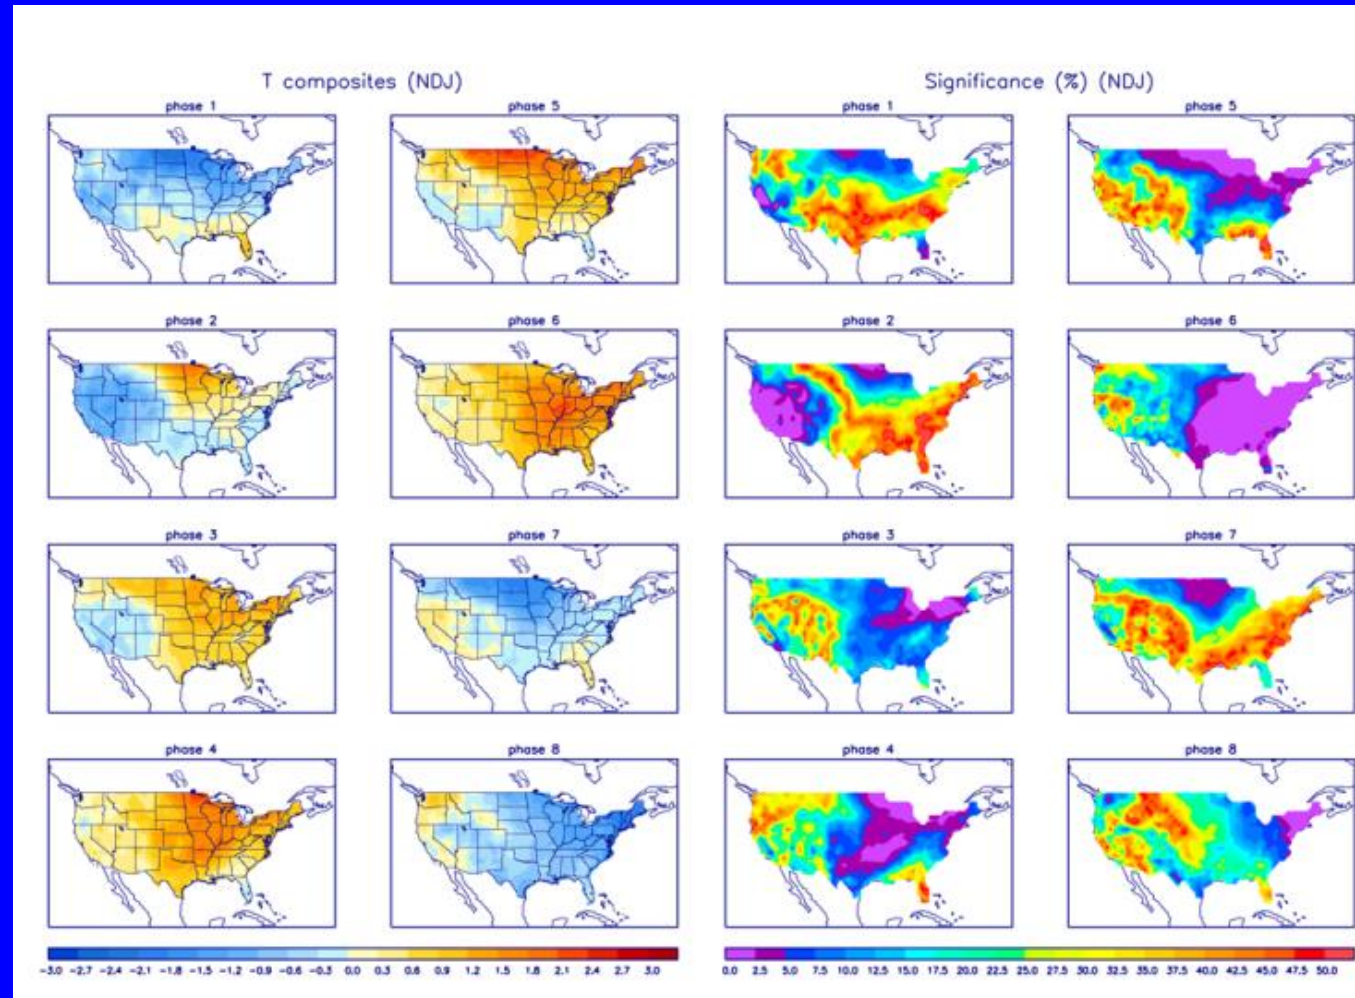 T composites (NDJ) Significance (%) (NDJ)
phase 1 phase 5 phase 1 phase 5
phase 2 phase 6 phase 2 phase 6
phase 3 phase 7 phase 3 phase 7
phase 4 phase 8 phase 4 phase 8
-3.0 -2.7 -2.4 -2.1 -1.8 -1.5 -1.2 -0.9 -0.6 -0.3 0.0 0.3 0.6 0.9 1.2 1.5 1.8 2.1 2.4 2.7 3.0 0.0 2.5 5.0 7.5 10.0 12.5 15.0 17.5 20.0 22.5 25.0 27.5 30.0 32.5 35.0 37.5 40.0 42.5 45.0 47.5 50.0